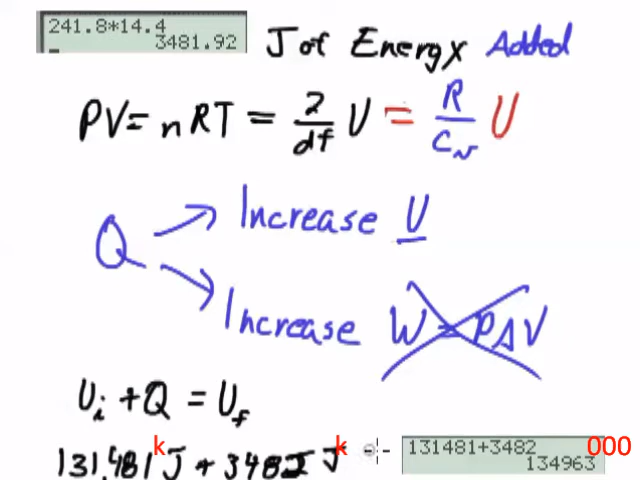 241.8*14.4
3481.92
J of Energy Added
PV = nRT = 2/df U = R/Cv U
Q
Increase U
Increase W = PΔV
Ui + Q = Uf
131,481 kJ + 3482 J k =
131481+3482 000
134963